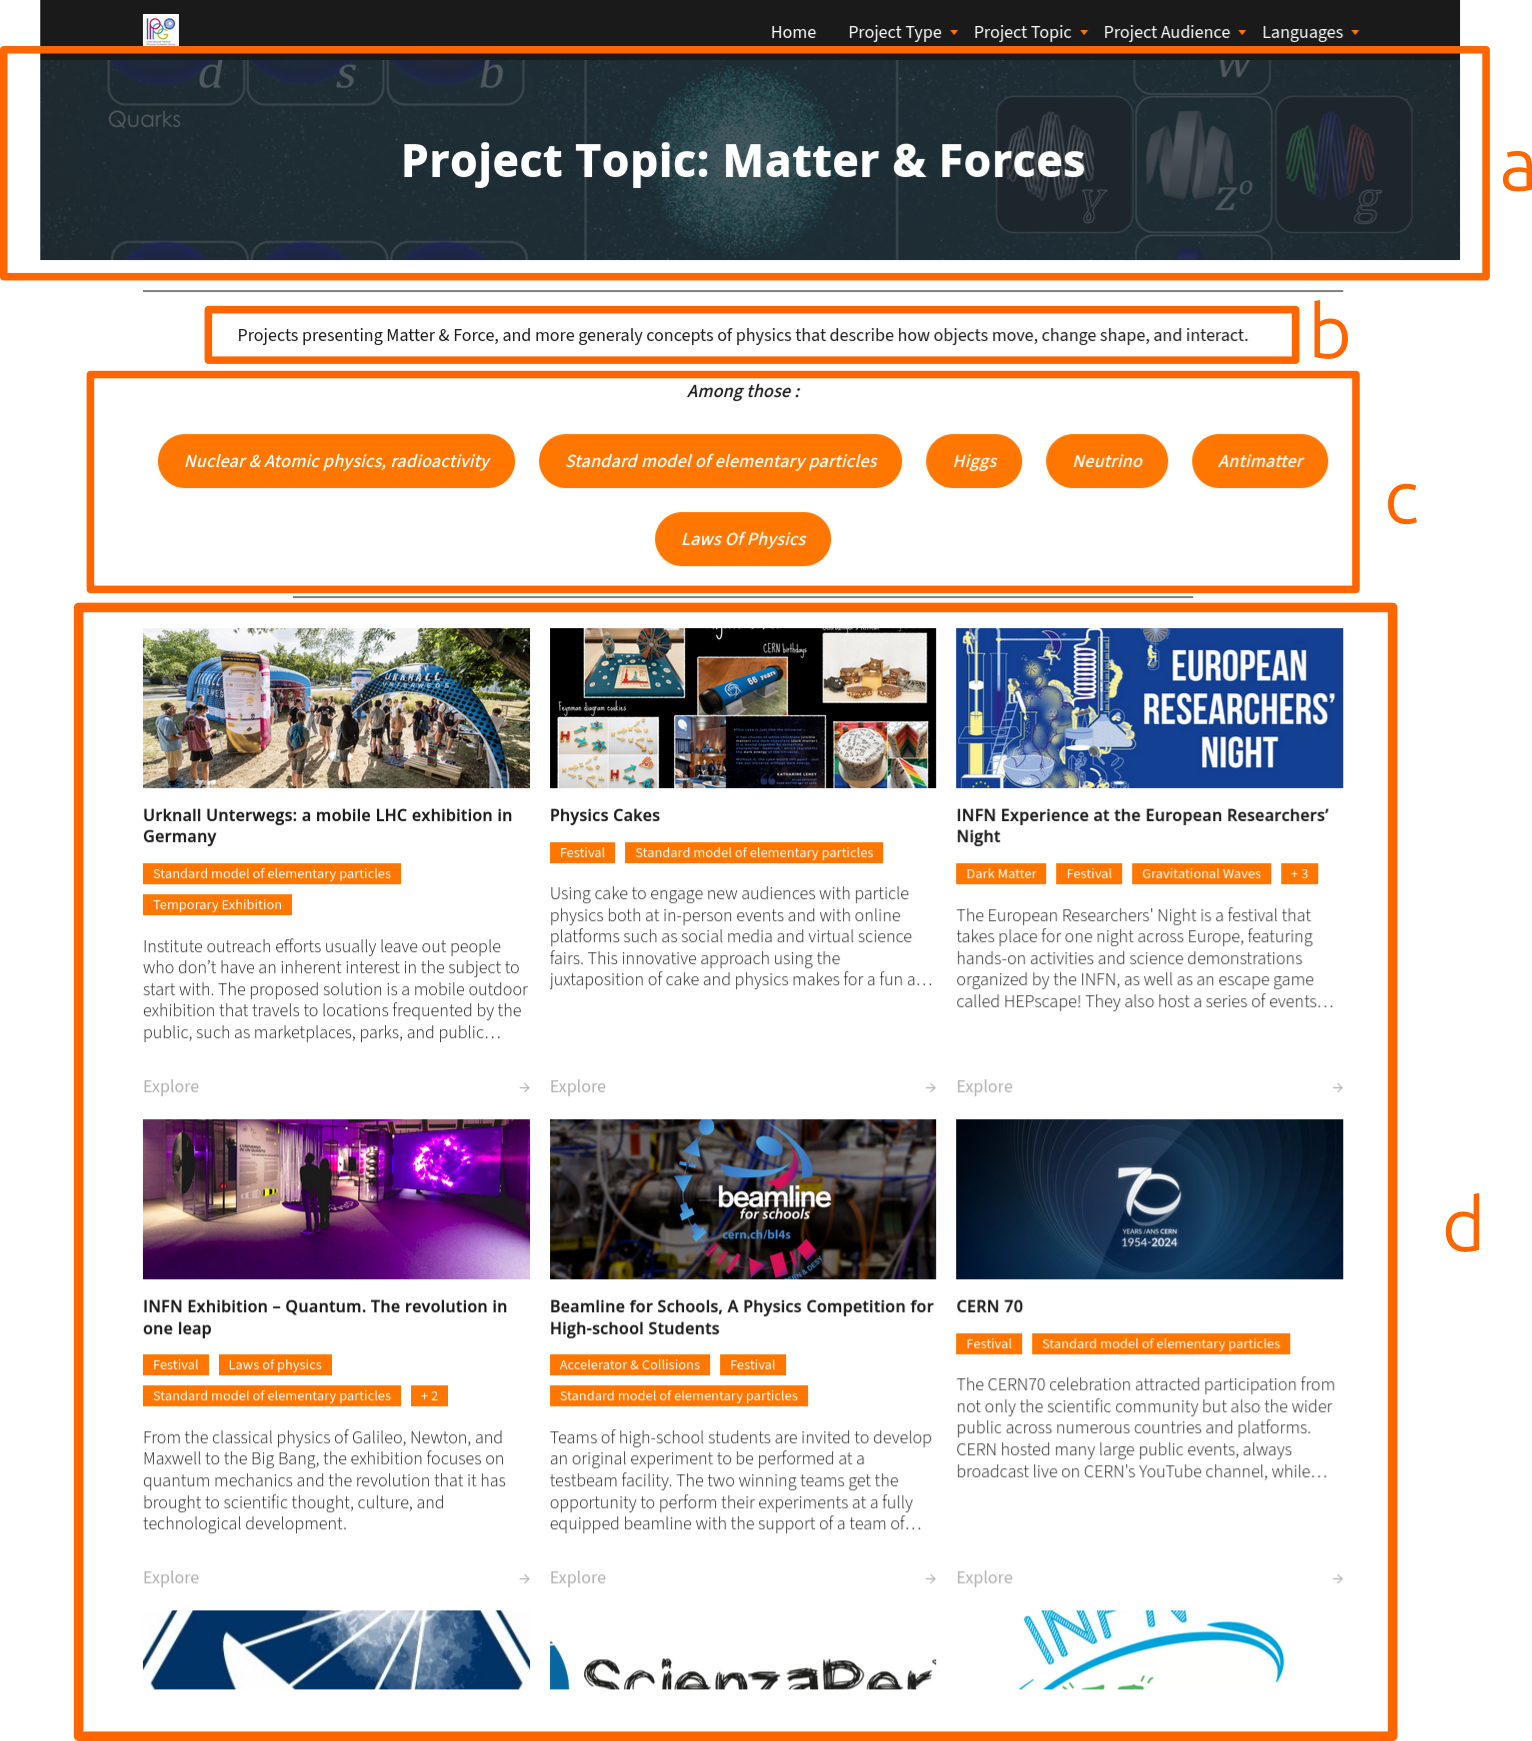 Home Project Type Project Topic Project Audience Languages
d s b
W
Quarks
Project Topic: Matter & Forces
γ Z⁰ g
a
Projects presenting Matter & Force, and more generaly concepts of physics that describe how objects move, change shape, and interact.
b
Among those :
Nuclear & Atomic physics, radioactivity Standard model of elementary particles Higgs Neutrino Antimatter
Laws Of Physics
c
URKNALL
UNTERWEGS
CERN birthdays
66 years
Feynman diagram cookies
KATHARINE LENEY
EUROPEAN
RESEARCHERS'
NIGHT
Urknall Unterwegs: a mobile LHC exhibition in
Germany
Standard model of elementary particles
Temporary Exhibition
Institute outreach efforts usually leave out people
who don’t have an inherent interest in the subject to
start with. The proposed solution is a mobile outdoor
exhibition that travels to locations frequented by the
public, such as marketplaces, parks, and public…
Explore →
Physics Cakes
Festival Standard model of elementary particles
Using cake to engage new audiences with particle
physics both at in-person events and with online
platforms such as social media and virtual science
fairs. This innovative approach using the
juxtaposition of cake and physics makes for a fun a…
Explore →
INFN Experience at the European Researchers’
Night
Dark Matter Festival Gravitational Waves + 3
The European Researchers' Night is a festival that
takes place for one night across Europe, featuring
hands-on activities and science demonstrations
organized by the INFN, as well as an escape game
called HEPscape! They also host a series of events…
Explore →
beamline
for schools
cern.ch/bl4s
70
YEARS /ANS CERN
1954-2024
INFN Exhibition – Quantum. The revolution in
one leap
Festival Laws of physics
Standard model of elementary particles + 2
From the classical physics of Galileo, Newton, and
Maxwell to the Big Bang, the exhibition focuses on
quantum mechanics and the revolution that it has
brought to scientific thought, culture, and
technological development.
Explore →
Beamline for Schools, A Physics Competition for
High-school Students
Accelerator & Collisions Festival
Standard model of elementary particles
Teams of high-school students are invited to develop
an original experiment to be performed at a
testbeam facility. The two winning teams get the
opportunity to perform their experiments at a fully
equipped beamline with the support of a team of…
Explore →
CERN 70
Festival Standard model of elementary particles
The CERN70 celebration attracted participation from
not only the scientific community but also the wider
public across numerous countries and platforms.
CERN hosted many large public events, always
broadcast live on CERN's YouTube channel, while…
Explore →
d
ScienzaPer
INFN